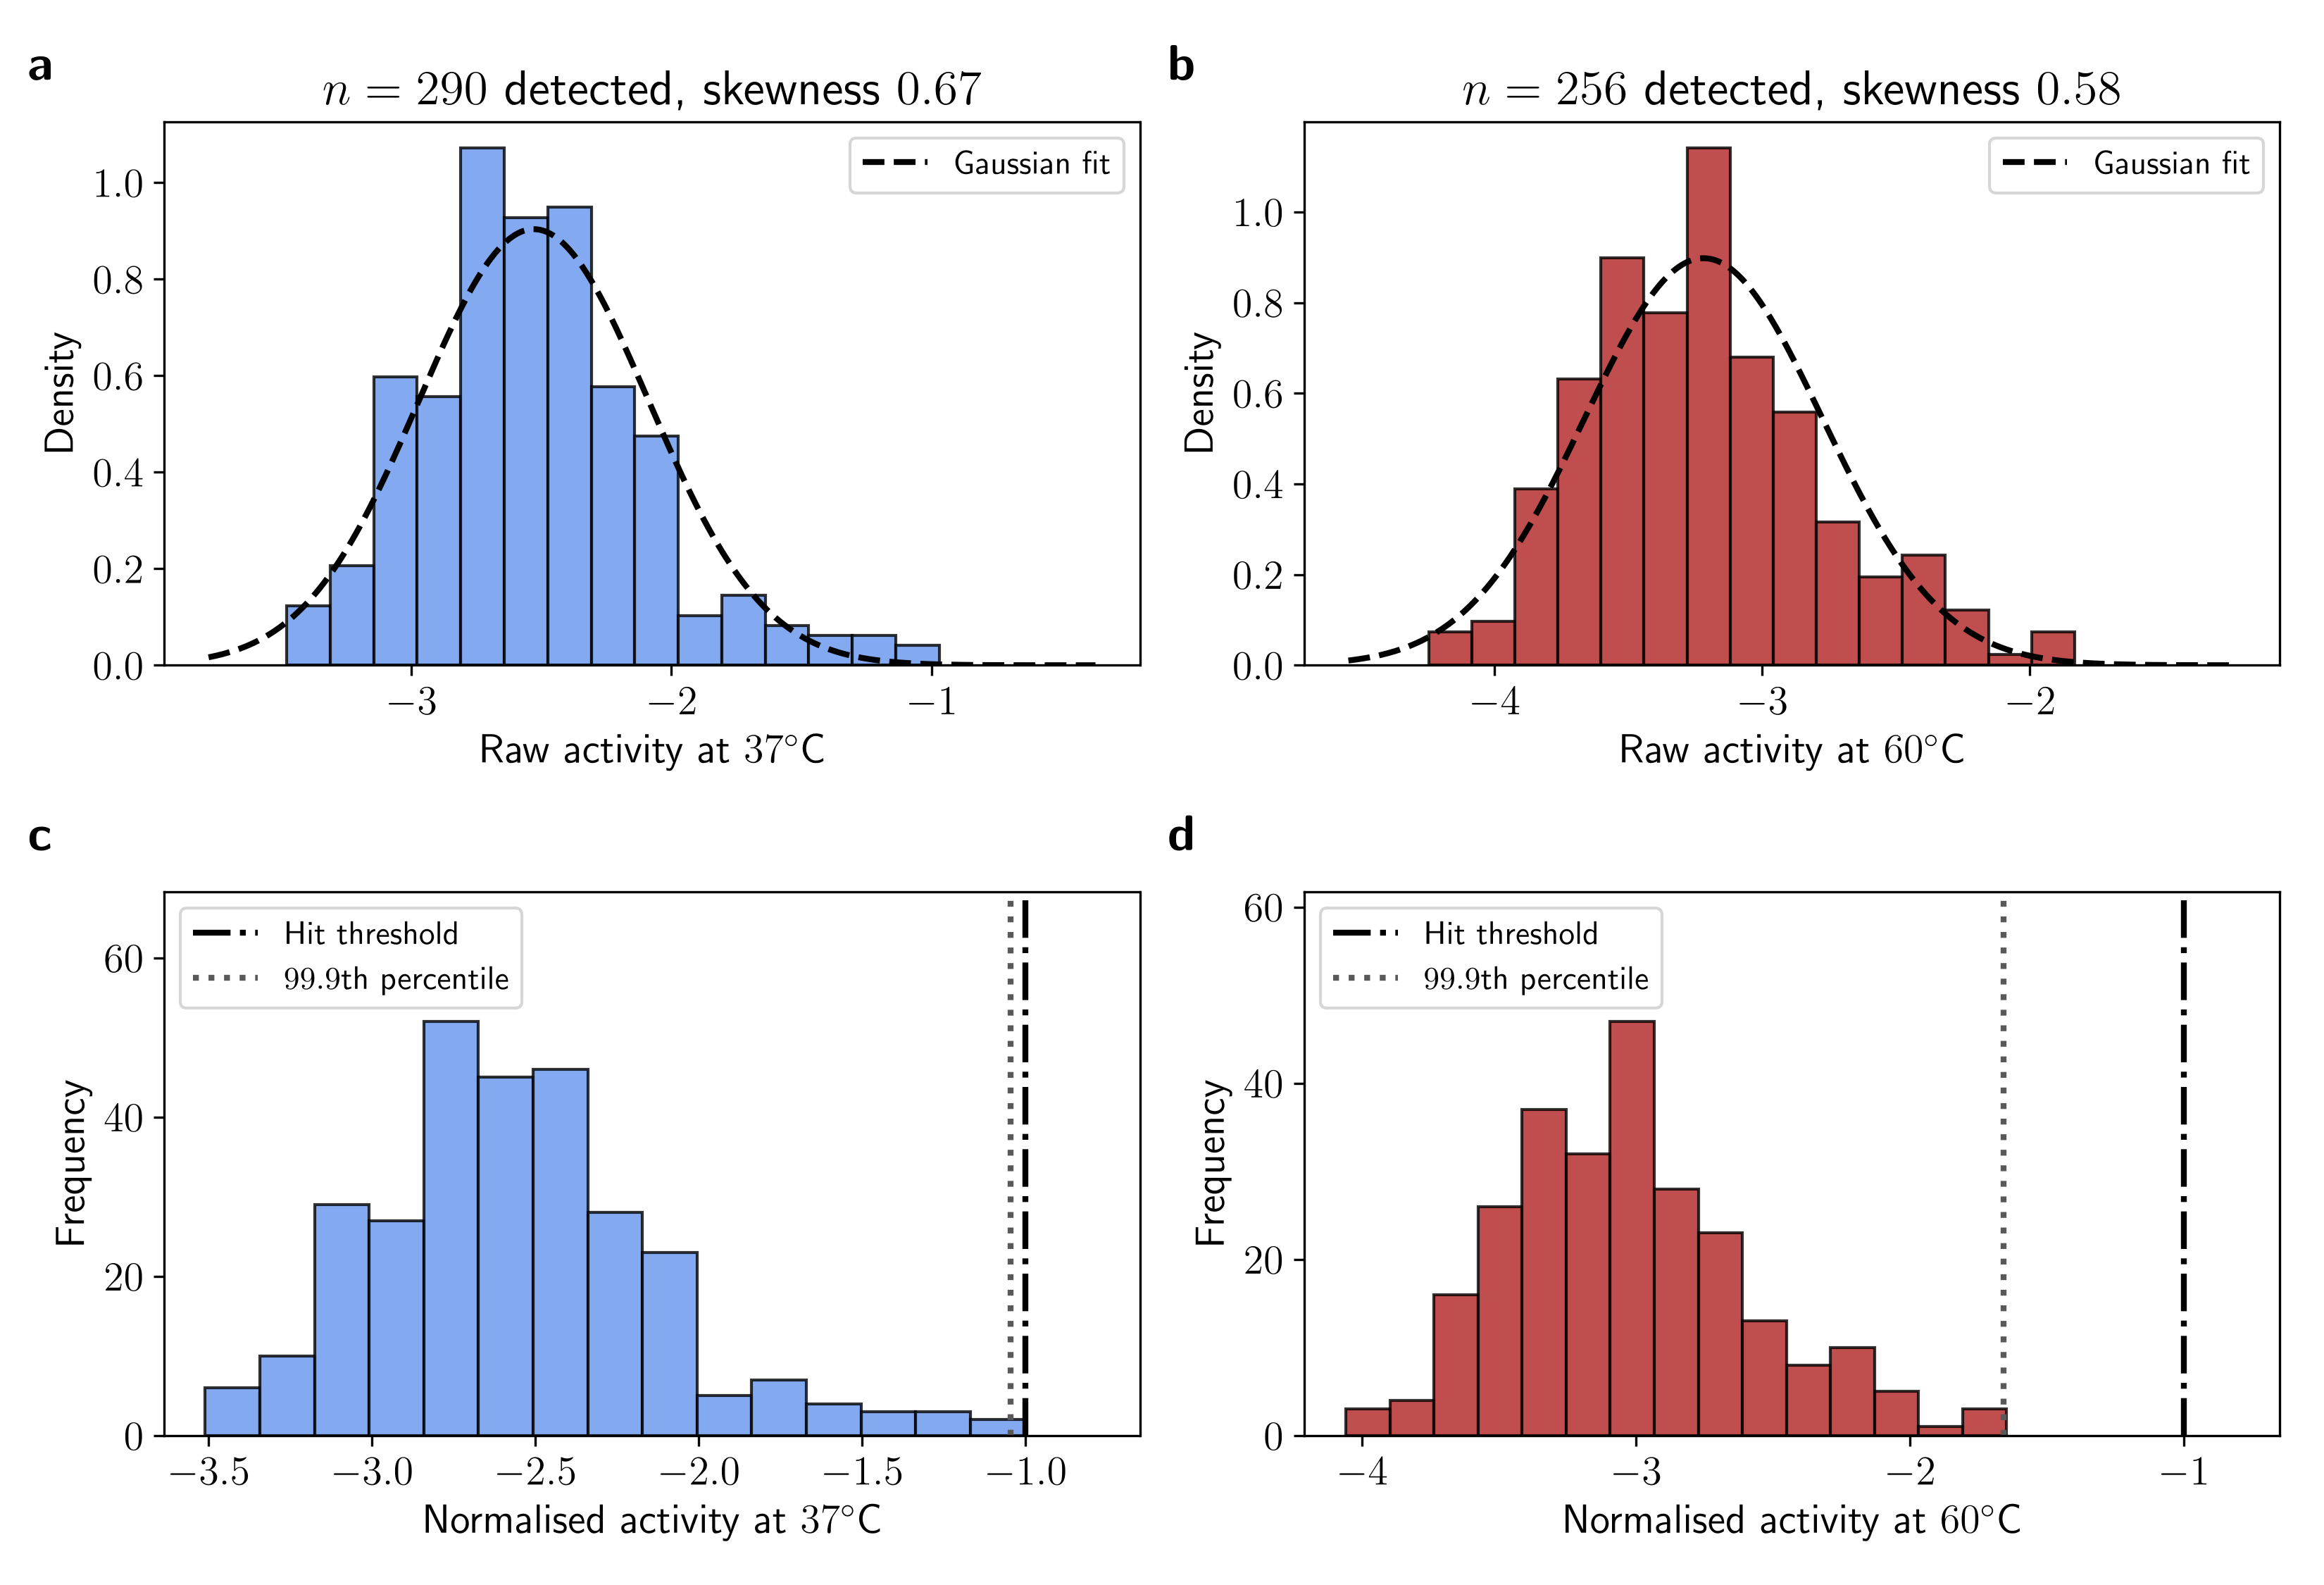 a
n = 290 detected, skewness 0.67
Gaussian fit
Density
1.0
0.8
0.6
0.4
0.2
0.0
−3 −2 −1
Raw activity at 37°C
b
n = 256 detected, skewness 0.58
Gaussian fit
Density
1.0
0.8
0.6
0.4
0.2
0.0
−4 −3 −2
Raw activity at 60°C
c
Hit threshold
99.9th percentile
Frequency
60
40
20
0
−3.5 −3.0 −2.5 −2.0 −1.5 −1.0
Normalised activity at 37°C
d
Hit threshold
99.9th percentile
Frequency
60
40
20
0
−4 −3 −2 −1
Normalised activity at 60°C